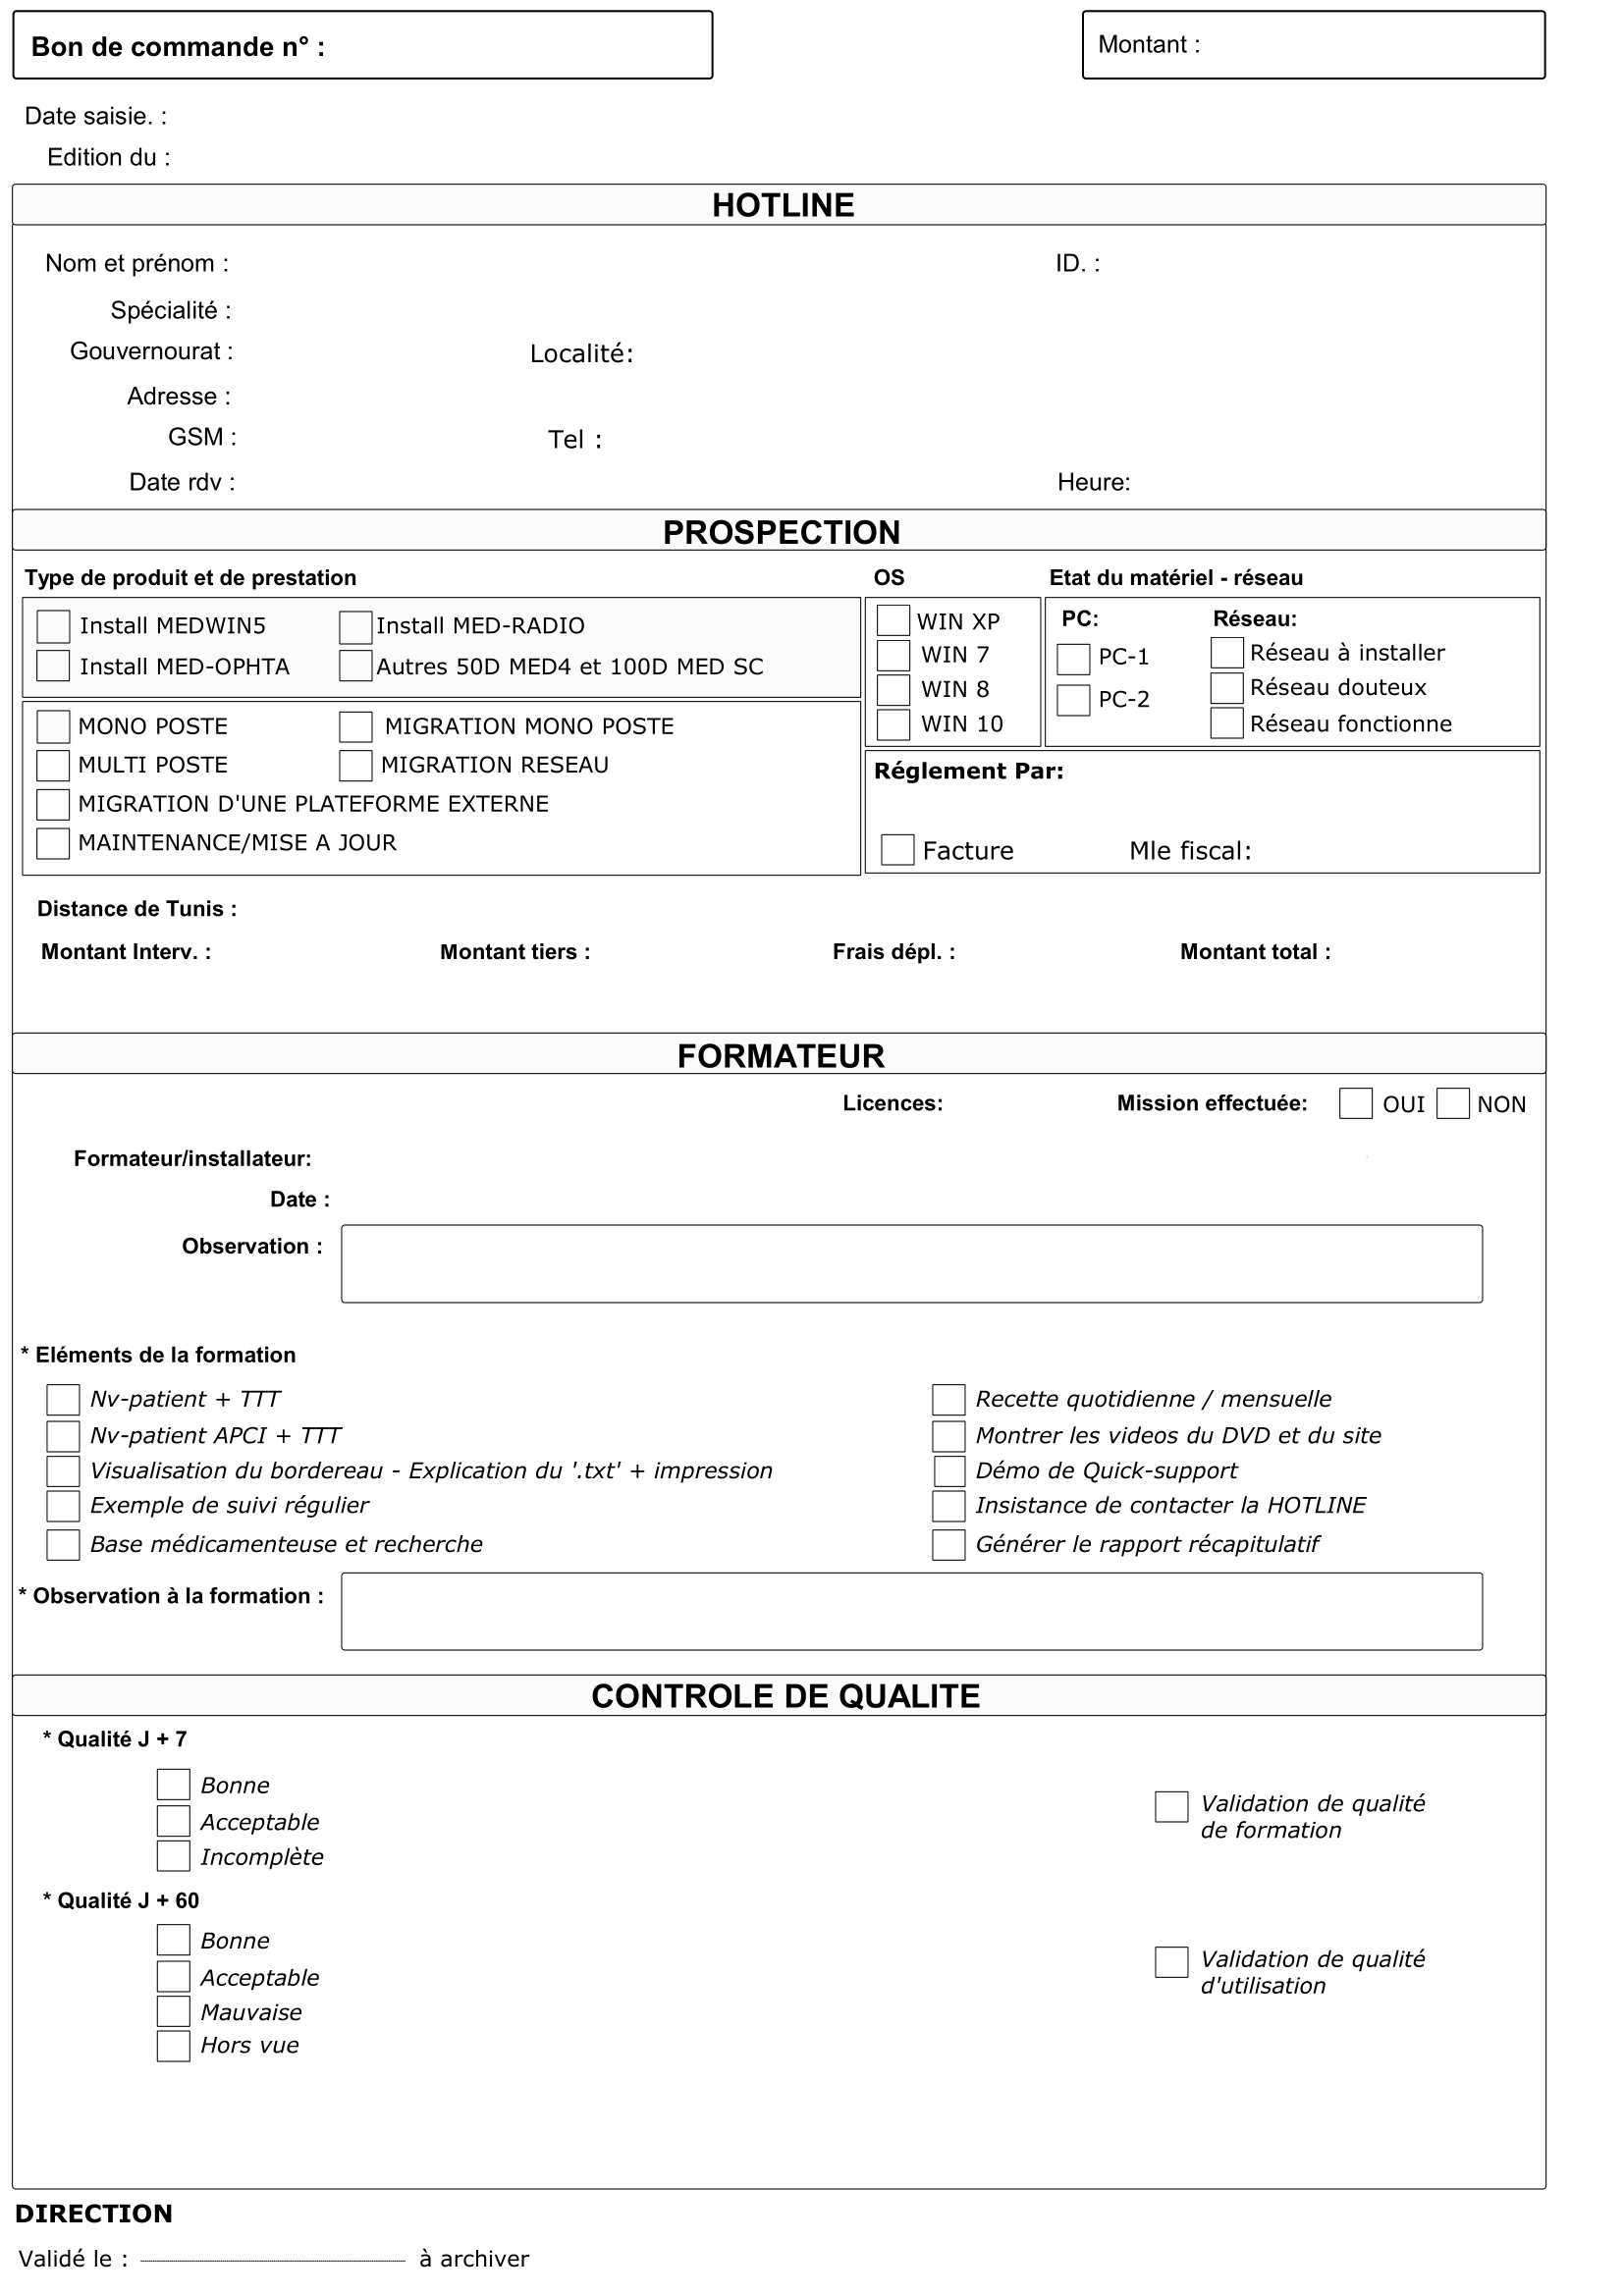 Bon de commande n° :
Montant :
Date saisie. :
Edition du :
HOTLINE
Nom et prénom :
ID. :
Spécialité :
Gouvernourat :
Localité:
Adresse :
GSM :
Tel :
Date rdv :
Heure:
PROSPECTION
Type de produit et de prestation
OS
Etat du matériel - réseau
Install MEDWIN5
Install MED-RADIO
Install MED-OPHTA
Autres 50D MED4 et 100D MED SC
WIN XP
WIN 7
WIN 8
WIN 10
PC:
PC-1
PC-2
Réseau:
Réseau à installer
Réseau douteux
Réseau fonctionne
MONO POSTE
MIGRATION MONO POSTE
MULTI POSTE
MIGRATION RESEAU
MIGRATION D'UNE PLATEFORME EXTERNE
MAINTENANCE/MISE A JOUR
Réglement Par:
Facture
Mle fiscal:
Distance de Tunis :
Montant Interv. :
Montant tiers :
Frais dépl. :
Montant total :
FORMATEUR
Licences:
Mission effectuée:
OUI
NON
Formateur/installateur:
Date :
Observation :
* Eléments de la formation
Nv-patient + TTT
Nv-patient APCI + TTT
Visualisation du bordereau - Explication du '.txt' + impression
Exemple de suivi régulier
Base médicamenteuse et recherche
Recette quotidienne / mensuelle
Montrer les videos du DVD et du site
Démo de Quick-support
Insistance de contacter la HOTLINE
Générer le rapport récapitulatif
* Observation à la formation :
CONTROLE DE QUALITE
* Qualité J + 7
Bonne
Acceptable
Incomplète
Validation de qualité
de formation
* Qualité J + 60
Bonne
Acceptable
Mauvaise
Hors vue
Validation de qualité
d'utilisation
DIRECTION
Validé le :
à archiver